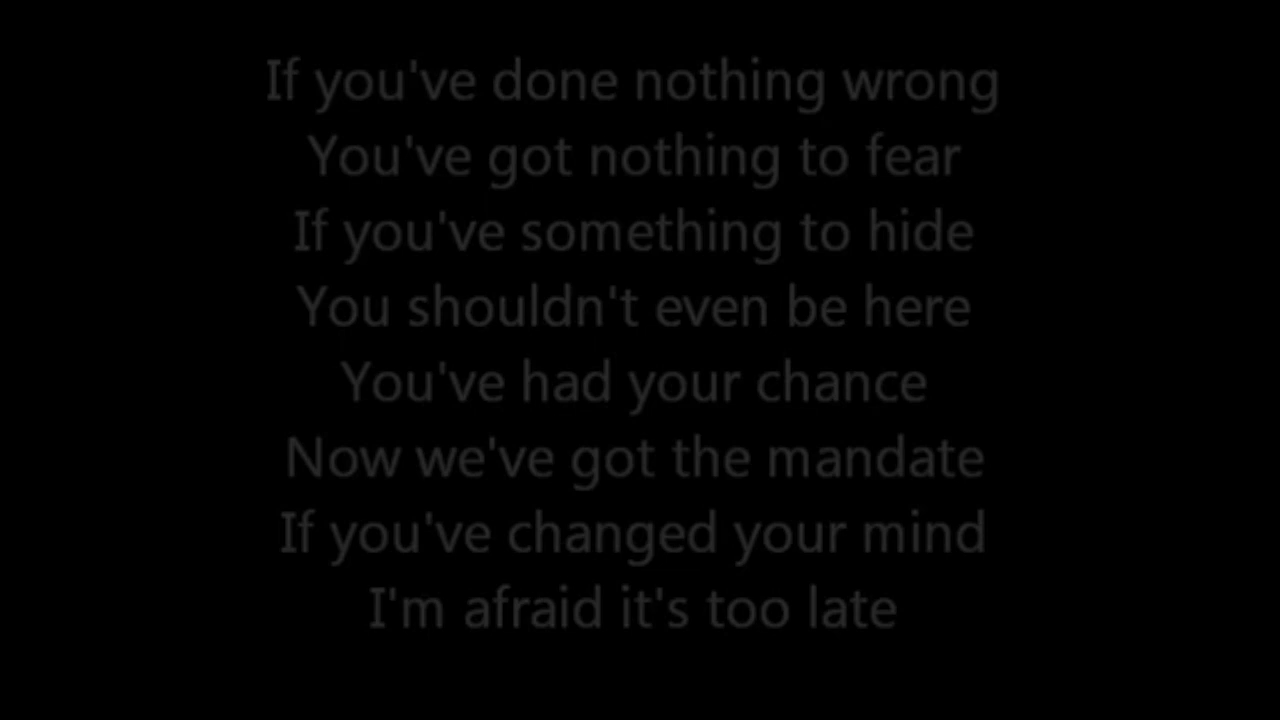 If you've done nothing wrong
You've got nothing to fear
If you've something to hide
You shouldn't even be here
You've had your chance
Now we've got the mandate
If you've changed your mind
I'm afraid it's too late